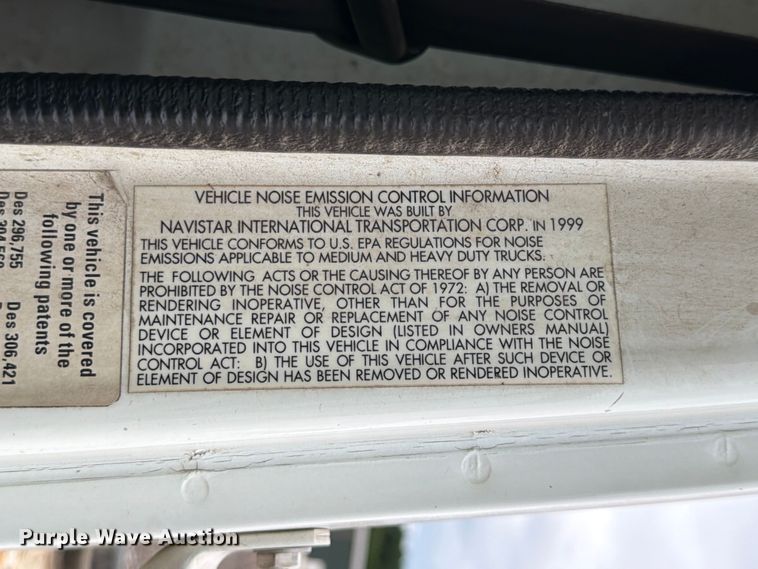 This vehicle is covered
by one or more of the
following patents
Des 296,755 Des 306,421
Des 304,569
VEHICLE NOISE EMISSION CONTROL INFORMATION
THIS VEHICLE WAS BUILT BY
NAVISTAR INTERNATIONAL TRANSPORTATION CORP. IN 1999
THIS VEHICLE CONFORMS TO U.S. EPA REGULATIONS FOR NOISE
EMISSIONS APPLICABLE TO MEDIUM AND HEAVY DUTY TRUCKS.
THE FOLLOWING ACTS OR THE CAUSING THEREOF BY ANY PERSON ARE
PROHIBITED BY THE NOISE CONTROL ACT OF 1972: A) THE REMOVAL OR
RENDERING INOPERATIVE, OTHER THAN FOR THE PURPOSES OF
MAINTENANCE REPAIR OR REPLACEMENT OF ANY NOISE CONTROL
DEVICE OR ELEMENT OF DESIGN (LISTED IN OWNERS MANUAL)
INCORPORATED INTO THIS VEHICLE IN COMPLIANCE WITH THE NOISE
CONTROL ACT: B) THE USE OF THIS VEHICLE AFTER SUCH DEVICE OR
ELEMENT OF DESIGN HAS BEEN REMOVED OR RENDERED INOPERATIVE.
Purple Wave Auction